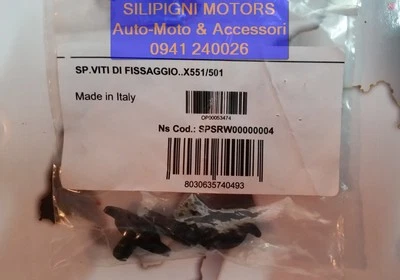 SILIPIGNI MOTORS
Auto-Moto & Accessori
0941 240026
SP.VITI DI FISSAGGIO..X551/501
Made in Italy
OP00053474
Ns Cod.: SPSRW00000004
8030635740493